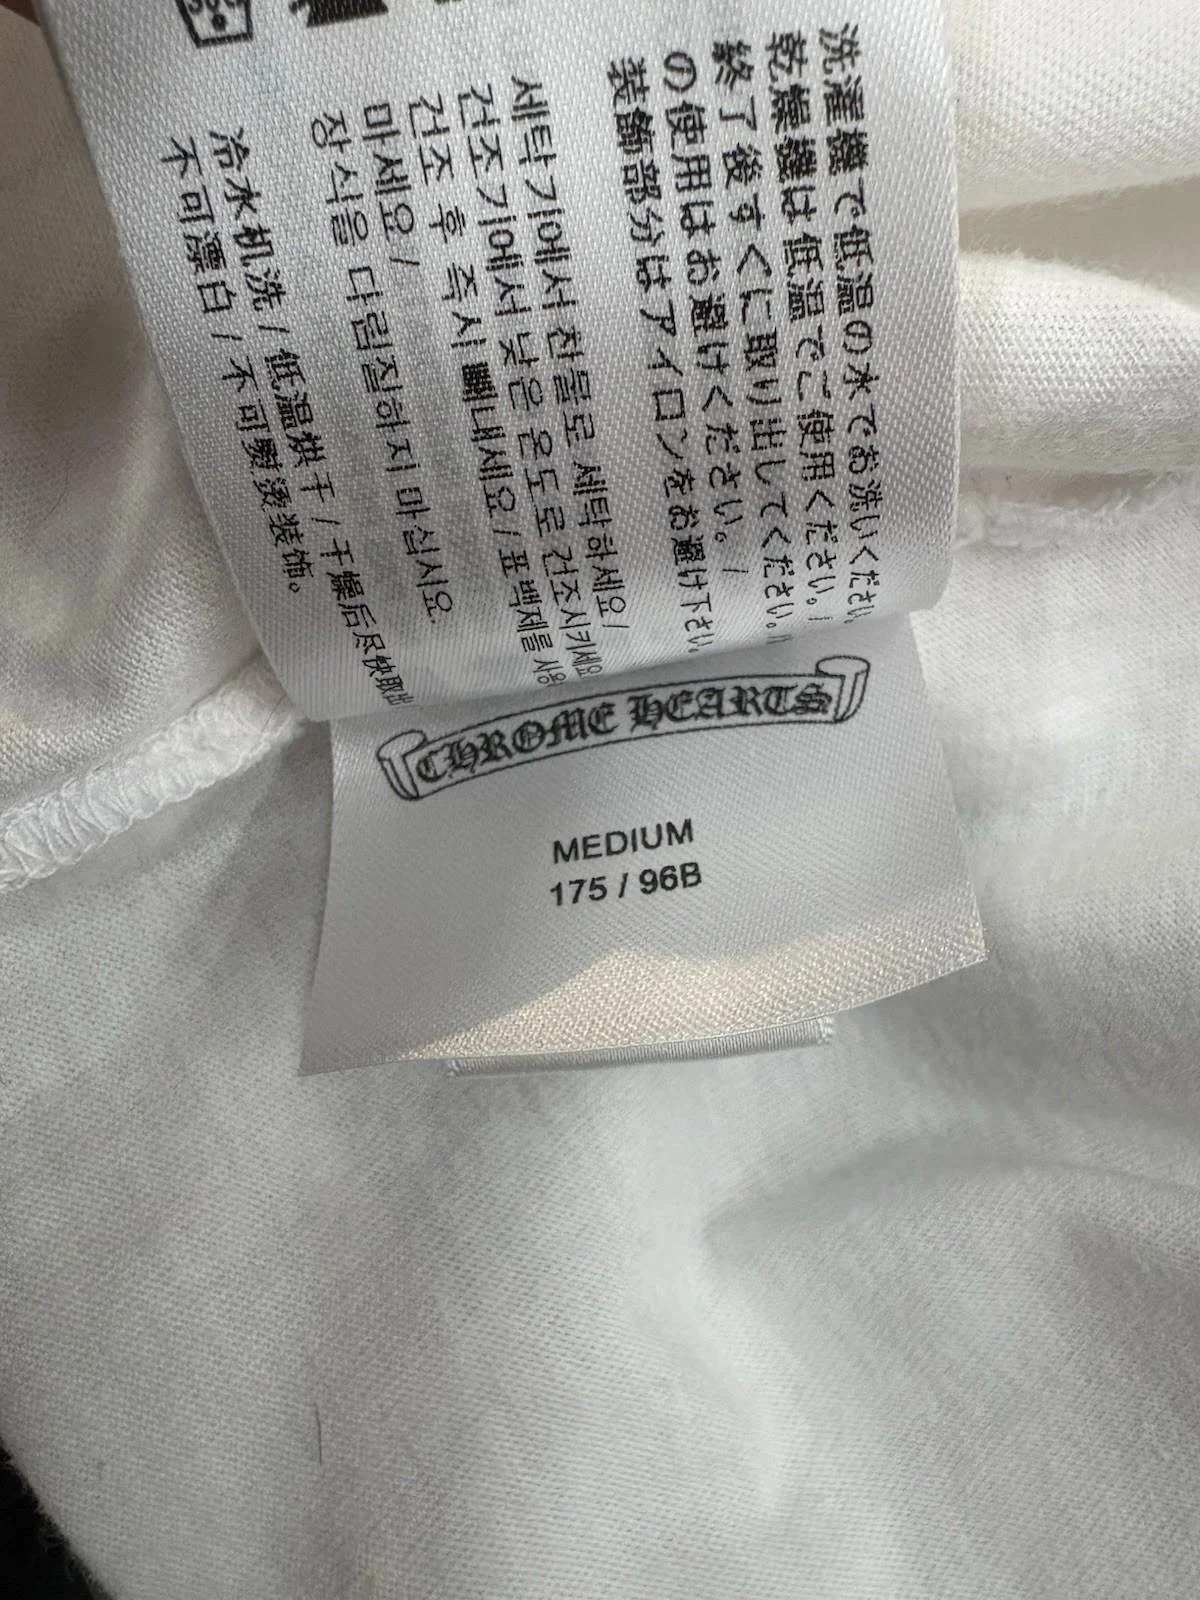 洗濯機で低温の水でお洗いください。/
乾燥機は低温でご使用ください。/
終了後すぐに取り出してください。/
の使用はお避けください。/
装飾部分はアイロンをお避け下さい。
세탁기에서 찬물로 세탁하세요/
건조기에서 낮은 온도로 건조시키세요
건조 후 즉시 빼내세요/표백제를 사용
마세요/
장식을 다림질하지 마십시오.
冷水机洗/低温烘干/干燥后尽快取出
不可漂白/不可熨烫装饰。
CHROME HEARTS
MEDIUM
175 / 96B